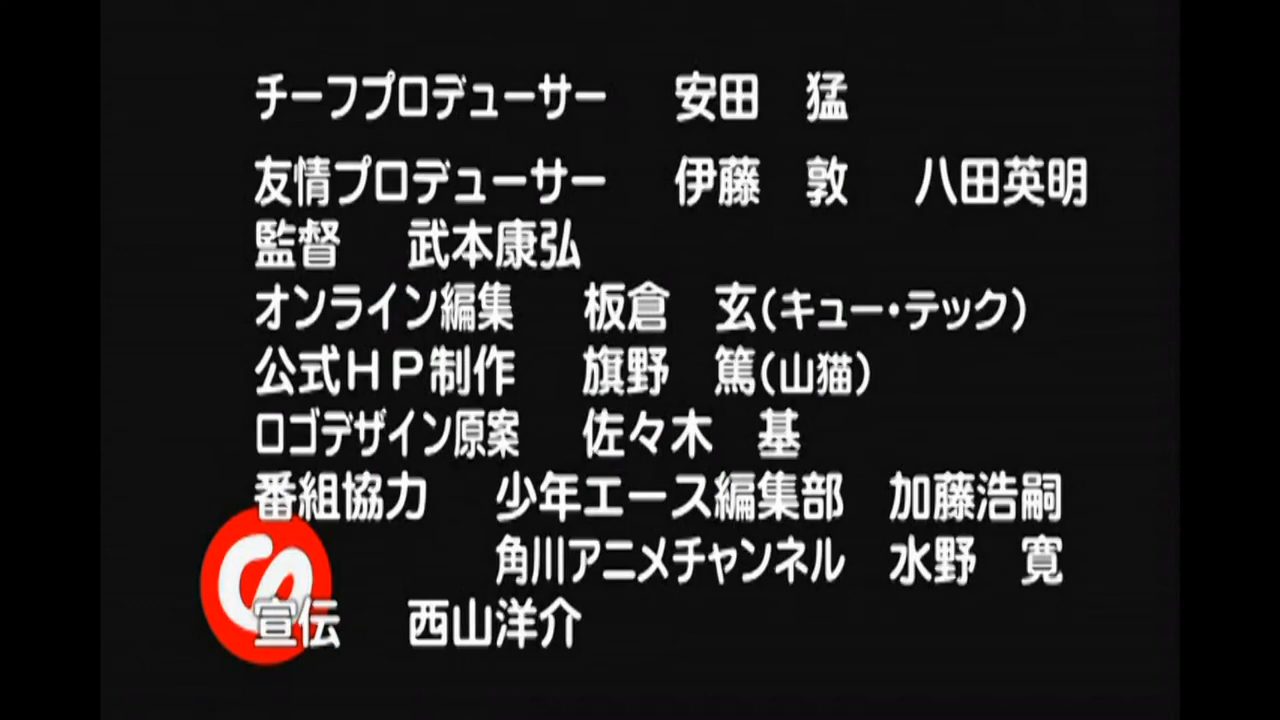 チーフプロデューサー　安田　猛
友情プロデューサー　伊藤　敦　八田英明
監督　武本康弘
オンライン編集　板倉　玄（キュー・テック）
公式ＨＰ制作　旗野　篤（山猫）
ロゴデザイン原案　佐々木　基
番組協力　少年エース編集部　加藤浩嗣
角川アニメチャンネル　水野　寛
宣伝　西山洋介